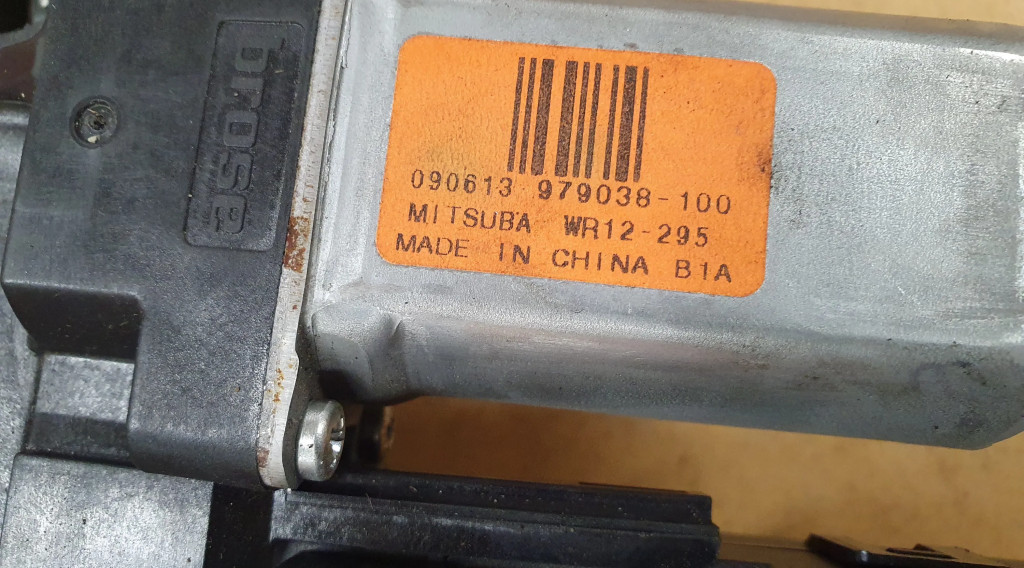 brose
090613 979038-100
MITSUBA WR12-295
MADE IN CHINA B1A